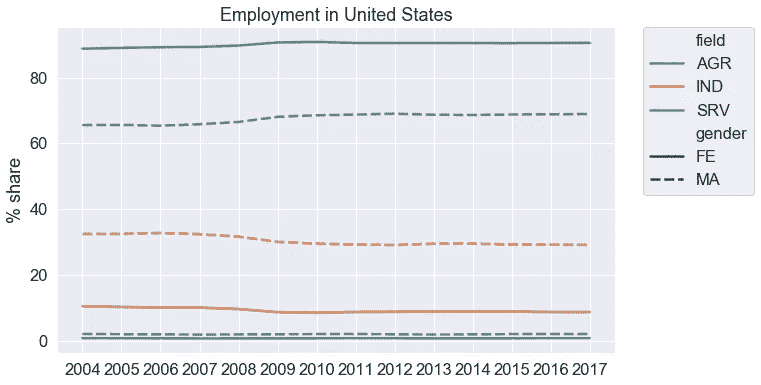 Employment in United States
field
AGR
IND
SRV
gender
FE
MA
% share
80
60
40
20
0
2004 2005 2006 2007 2008 2009 2010 2011 2012 2013 2014 2015 2016 2017